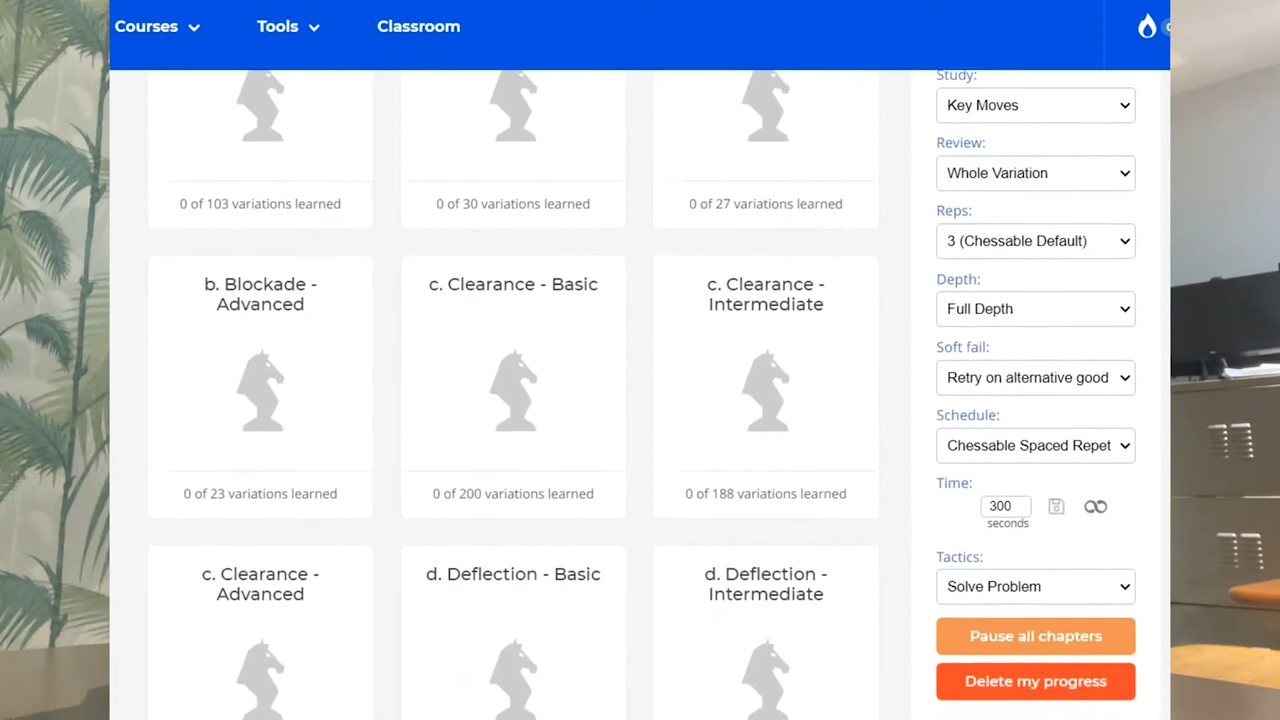 Courses
Tools
Classroom
0 of 103 variations learned
0 of 30 variations learned
0 of 27 variations learned
b. Blockade -
Advanced
c. Clearance - Basic
c. Clearance -
Intermediate
0 of 23 variations learned
0 of 200 variations learned
0 of 188 variations learned
c. Clearance -
Advanced
d. Deflection - Basic
d. Deflection -
Intermediate
Study:
Key Moves
Review:
Whole Variation
Reps:
3 (Chessable Default)
Depth:
Full Depth
Soft fail:
Retry on alternative good
Schedule:
Chessable Spaced Repet
Time:
300
seconds
Tactics:
Solve Problem
Pause all chapters
Delete my progress